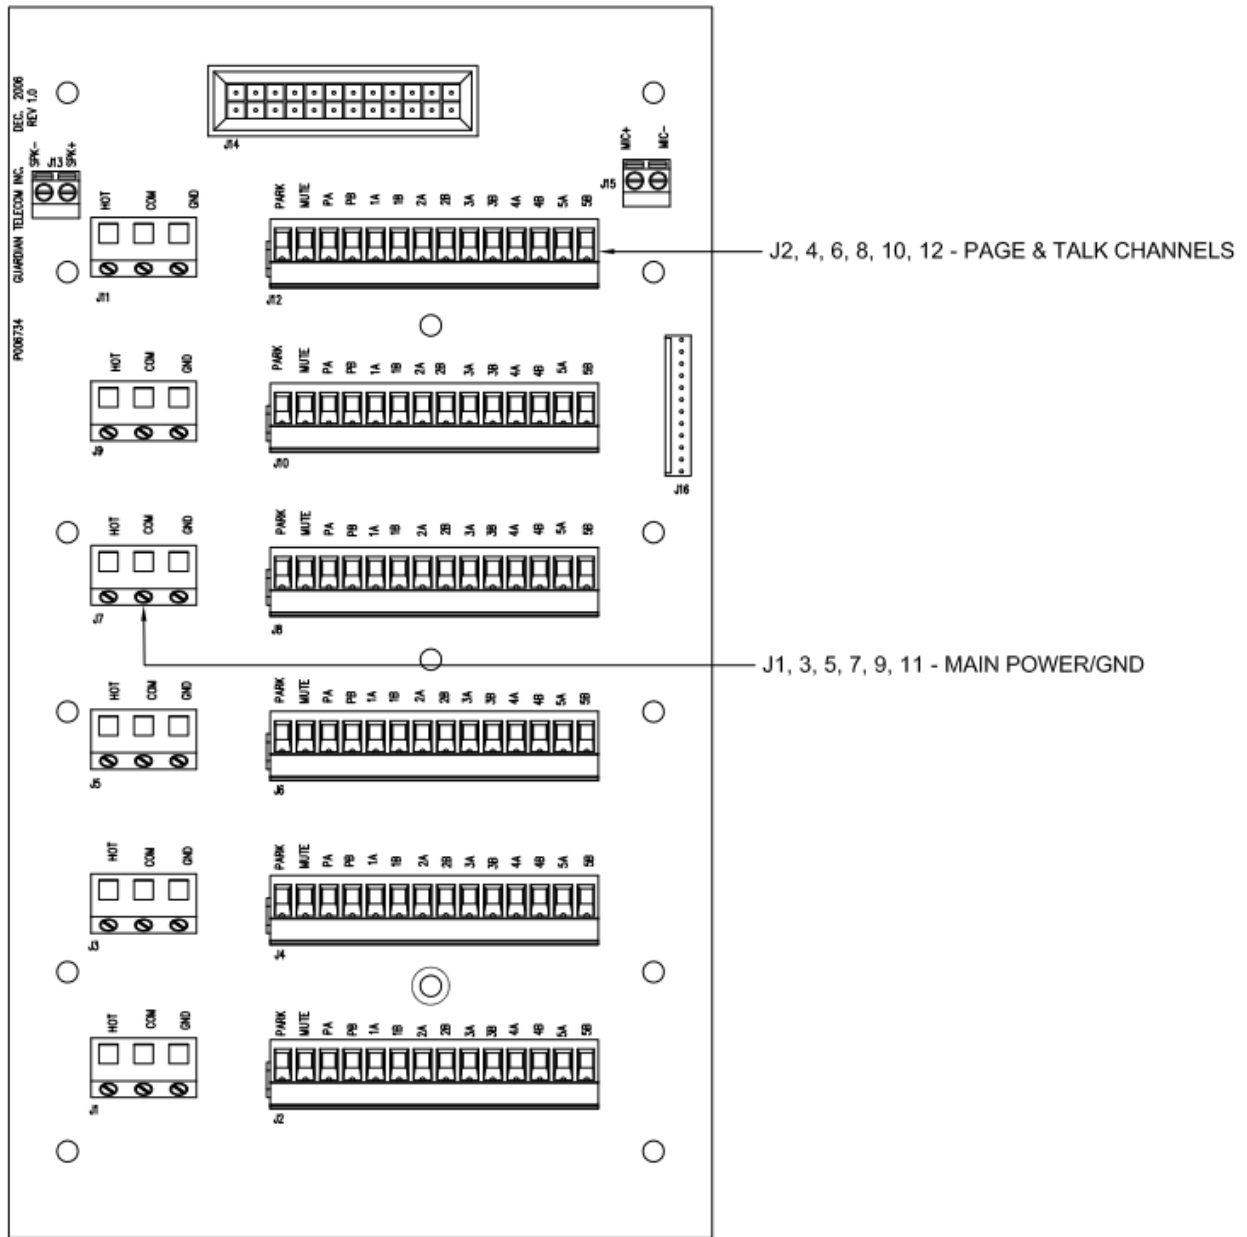 DEC. 2006
REV 1.0
GUARDIAN TELECOM INC.
P006734
J14
SPK- J13 SPK+
MIC+ MIC-
J15
HOT COM GND
J11
PARK MUTE PA PB 1A 1B 2A 2B 3A 3B 4A 4B 5A 5B
J12
J2, 4, 6, 8, 10, 12 - PAGE & TALK CHANNELS
HOT COM GND
J9
PARK MUTE PA PB 1A 1B 2A 2B 3A 3B 4A 4B 5A 5B
J10
J16
HOT COM GND
J7
PARK MUTE PA PB 1A 1B 2A 2B 3A 3B 4A 4B 5A 5B
J8
J1, 3, 5, 7, 9, 11 - MAIN POWER/GND
HOT COM GND
J5
PARK MUTE PA PB 1A 1B 2A 2B 3A 3B 4A 4B 5A 5B
J6
HOT COM GND
J3
PARK MUTE PA PB 1A 1B 2A 2B 3A 3B 4A 4B 5A 5B
J4
HOT COM GND
J1
PARK MUTE PA PB 1A 1B 2A 2B 3A 3B 4A 4B 5A 5B
J2